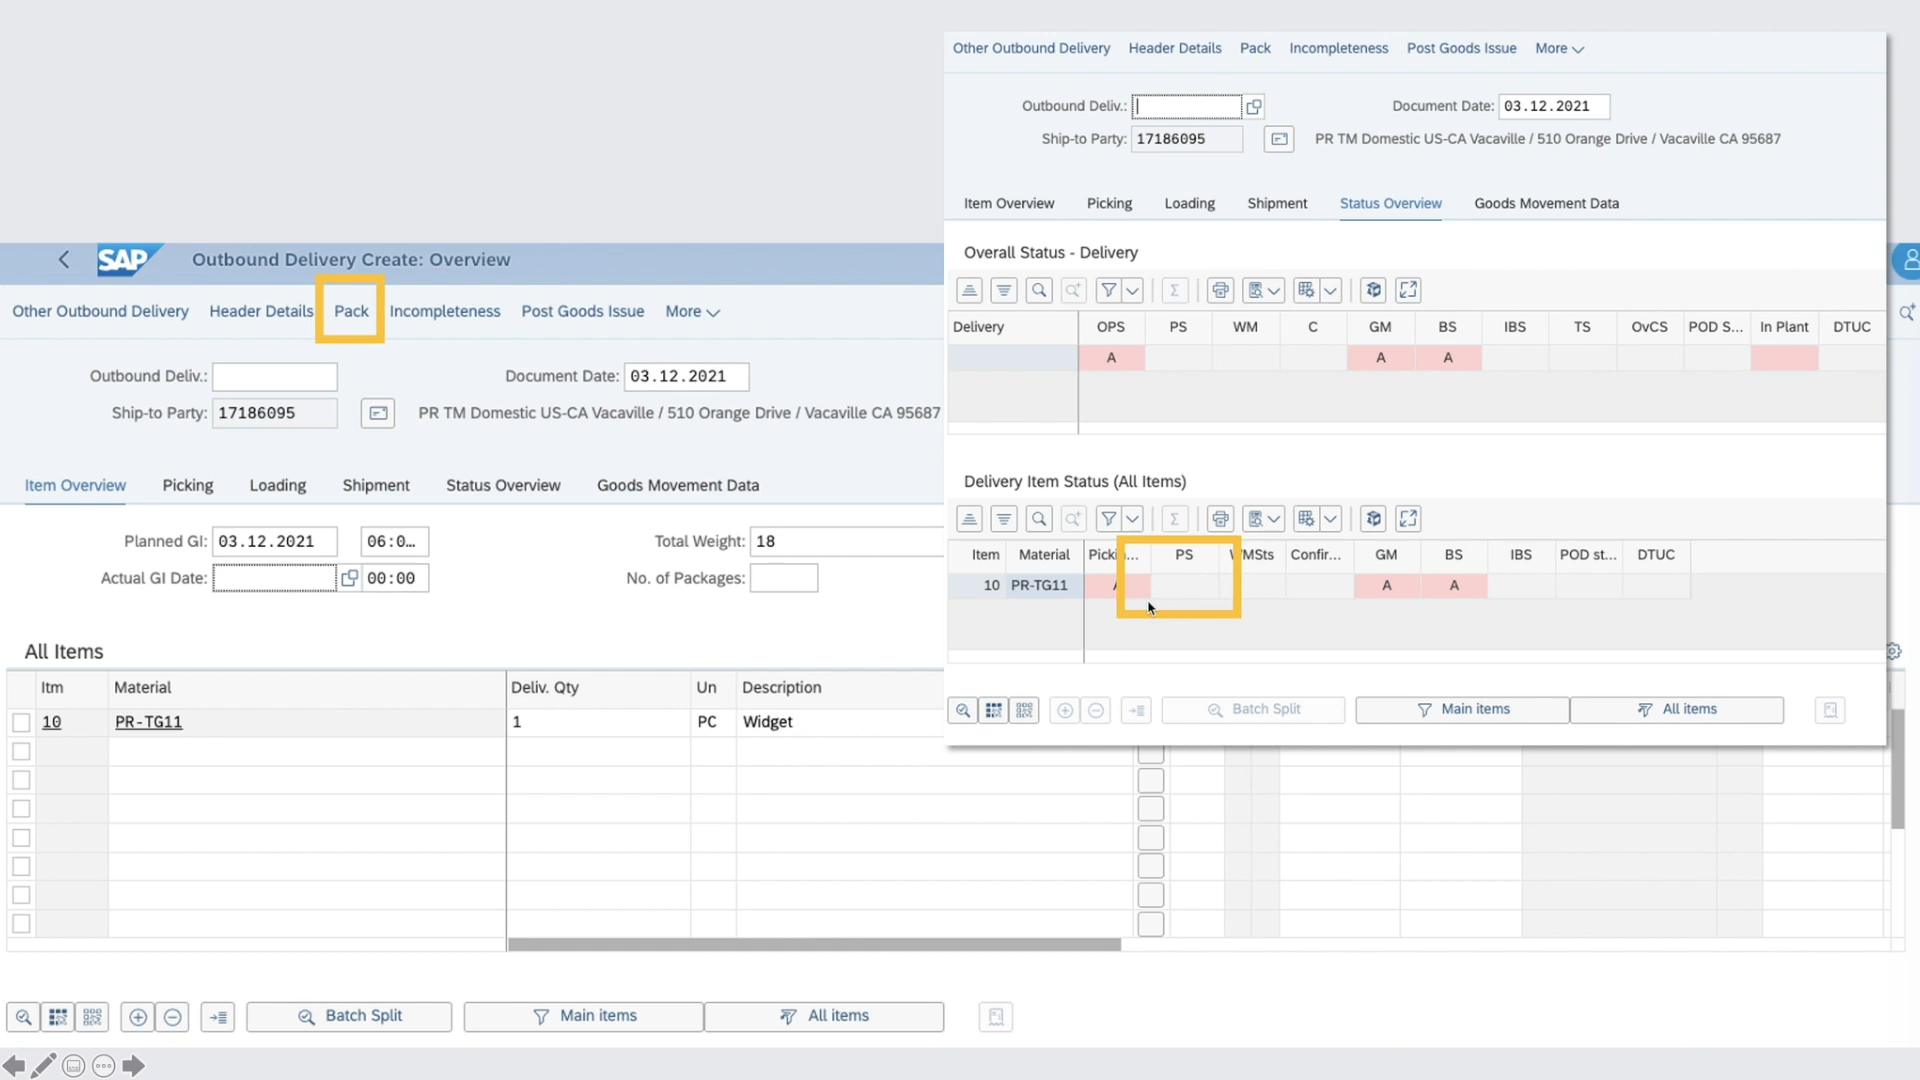 Other Outbound Delivery Header Details Pack Incompleteness Post Goods Issue More
Outbound Deliv.: Document Date: 03.12.2021
Ship-to Party: 17186095 PR TM Domestic US-CA Vacaville / 510 Orange Drive / Vacaville CA 95687
Item Overview Picking Loading Shipment Status Overview Goods Movement Data
Overall Status - Delivery
Delivery OPS PS WM C GM BS IBS TS OvCS POD S... In Plant DTUC
A A A
Delivery Item Status (All Items)
Item Material PS Confir... GM BS IBS POD st... DTUC
10 PR-TG11 A A A
Batch Split Main items All items
SAP Outbound Delivery Create: Overview
Other Outbound Delivery Header Details Pack Incompleteness Post Goods Issue More
Outbound Deliv.: Document Date: 03.12.2021
Ship-to Party: 17186095 PR TM Domestic US-CA Vacaville / 510 Orange Drive / Vacaville CA 95687
Item Overview Picking Loading Shipment Status Overview Goods Movement Data
Planned GI: 03.12.2021 06:0... Total Weight: 18
Actual GI Date: 00:00 No. of Packages:
All Items
Itm Material Deliv. Qty Un Description
10 PR-TG11 1 PC Widget
Batch Split Main items All items